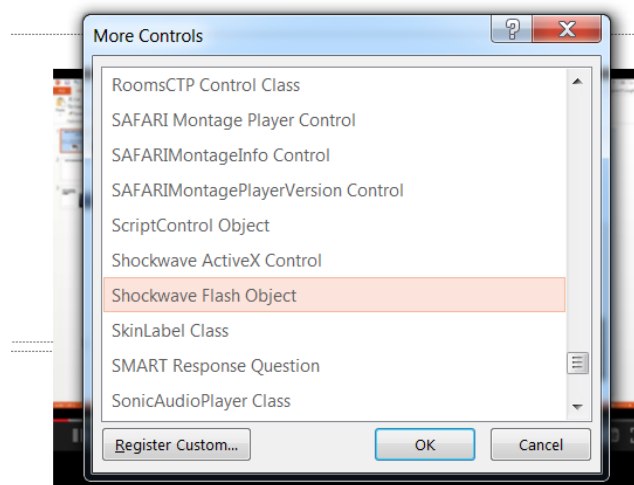 More Controls
RoomsCTP Control Class
SAFARI Montage Player Control
SAFARIMontageInfo Control
SAFARIMontagePlayerVersion Control
ScriptControl Object
Shockwave ActiveX Control
Shockwave Flash Object
SkinLabel Class
SMART Response Question
SonicAudioPlayer Class
Register Custom...
OK
Cancel